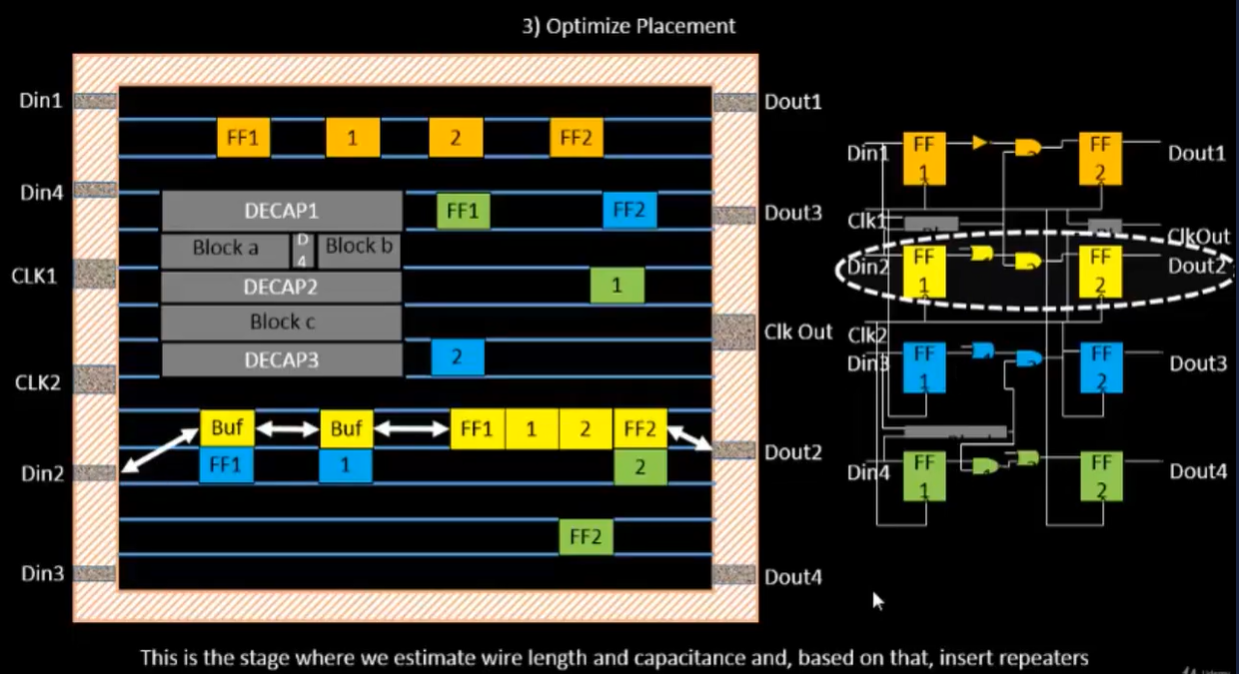 3) Optimize Placement
Din1
Dout1
FF1 1 2 FF2
Din4
Dout3
DECAP1
FF1 FF2
Block a
D
4
Block b
CLK1
DECAP2
1
Block c
Clk Out
DECAP3
2
CLK2
Buf Buf FF1 1 2 FF2
FF1 1 2
Din2
Dout2
FF2
Din3
Dout4
Din1
FF
1
FF
2
Dout1
Clk1
ClkOut
Din2
FF
1
FF
2
Dout2
Clk2
Din3
FF
1
FF
2
Dout3
Din4
FF
1
FF
2
Dout4
This is the stage where we estimate wire length and capacitance and, based on that, insert repeaters